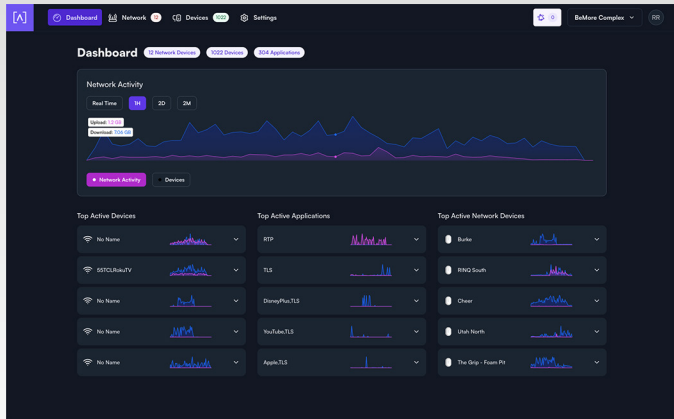 [Λ] Dashboard Network 12 Devices 1022 Settings 0 BeMore Complex RR
Dashboard 12 Network Devices 1022 Devices 304 Applications
Network Activity
Real Time 1H 2D 2M
Upload: 1.2 GB
Download: 7.06 GB
Network Activity Devices
Top Active Devices
No Name
55TCLRokuTV
No Name
No Name
No Name
Top Active Applications
RTP
TLS
DisneyPlus,TLS
YouTube,TLS
Apple,TLS
Top Active Network Devices
Burke
RINQ South
Cheer
Utah North
The Grip - Foam Pit